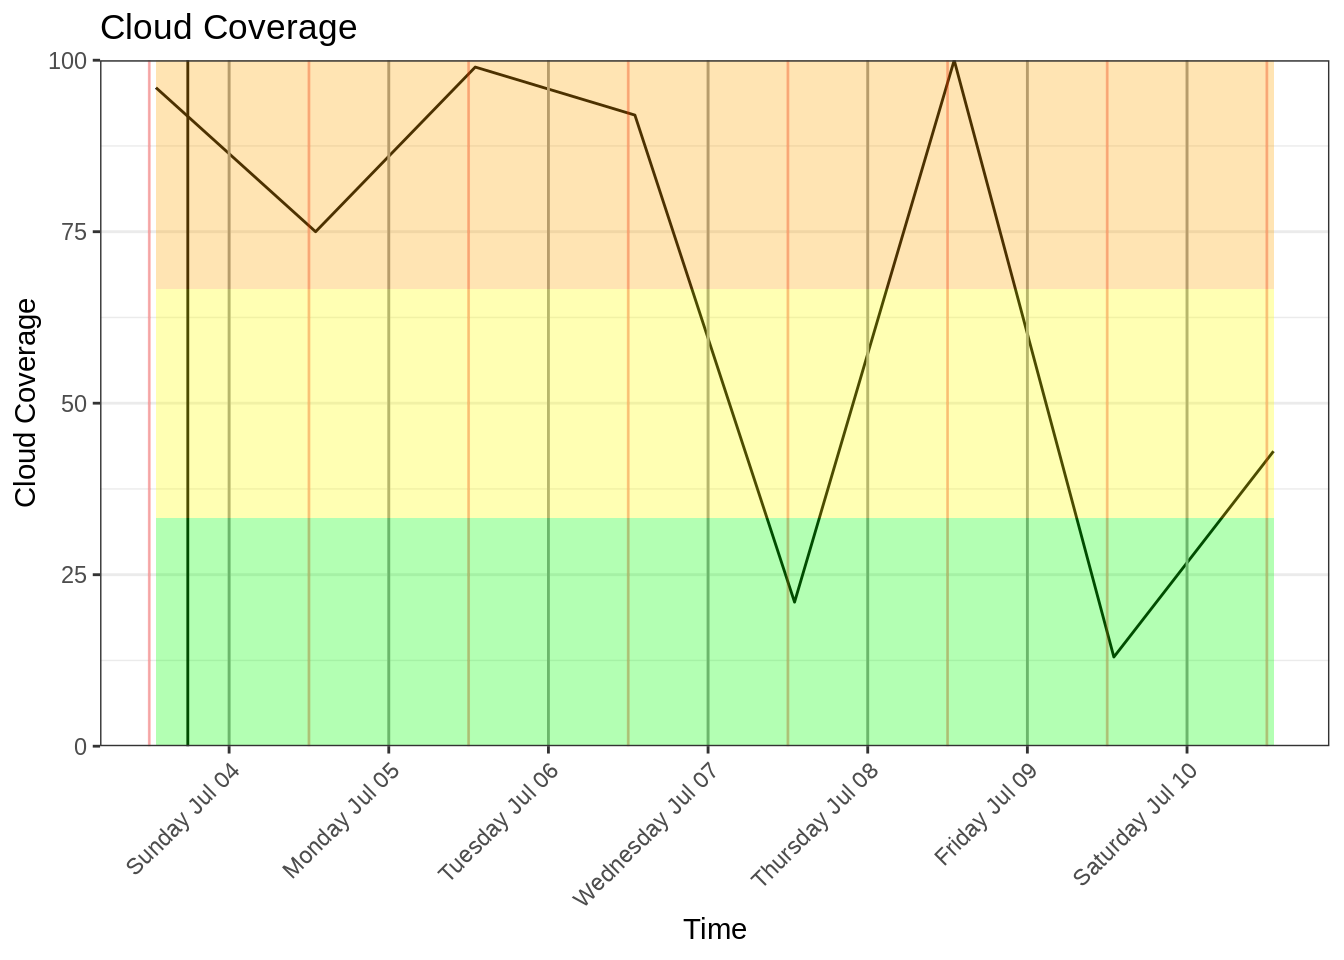 Cloud Coverage
100
75
50
25
0
Cloud Coverage
Sunday Jul 04
Monday Jul 05
Tuesday Jul 06
Wednesday Jul 07
Thursday Jul 08
Friday Jul 09
Saturday Jul 10
Time